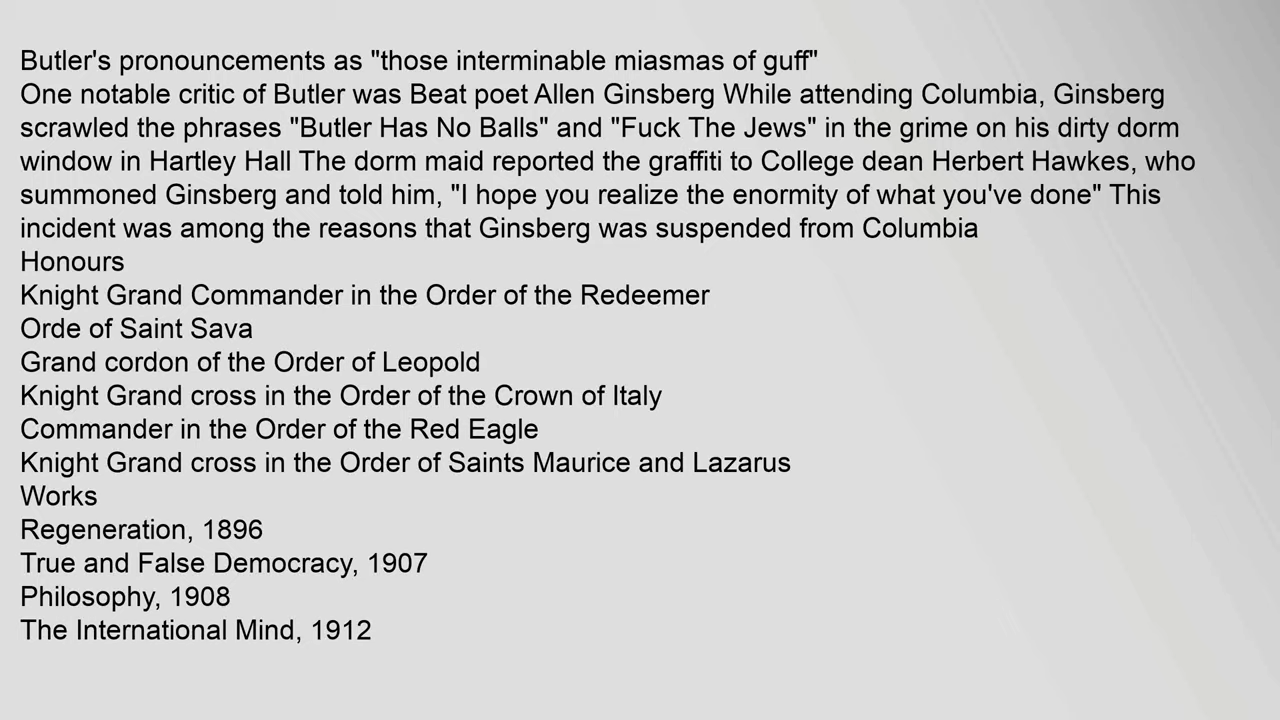 Butler's pronouncements as "those interminable miasmas of guff"
One notable critic of Butler was Beat poet Allen Ginsberg While attending Columbia, Ginsberg
scrawled the phrases "Butler Has No Balls" and "Fuck The Jews" in the grime on his dirty dorm
window in Hartley Hall The dorm maid reported the graffiti to College dean Herbert Hawkes, who
summoned Ginsberg and told him, "I hope you realize the enormity of what you've done" This
incident was among the reasons that Ginsberg was suspended from Columbia
Honours
Knight Grand Commander in the Order of the Redeemer
Orde of Saint Sava
Grand cordon of the Order of Leopold
Knight Grand cross in the Order of the Crown of Italy
Commander in the Order of the Red Eagle
Knight Grand cross in the Order of Saints Maurice and Lazarus
Works
Regeneration, 1896
True and False Democracy, 1907
Philosophy, 1908
The International Mind, 1912